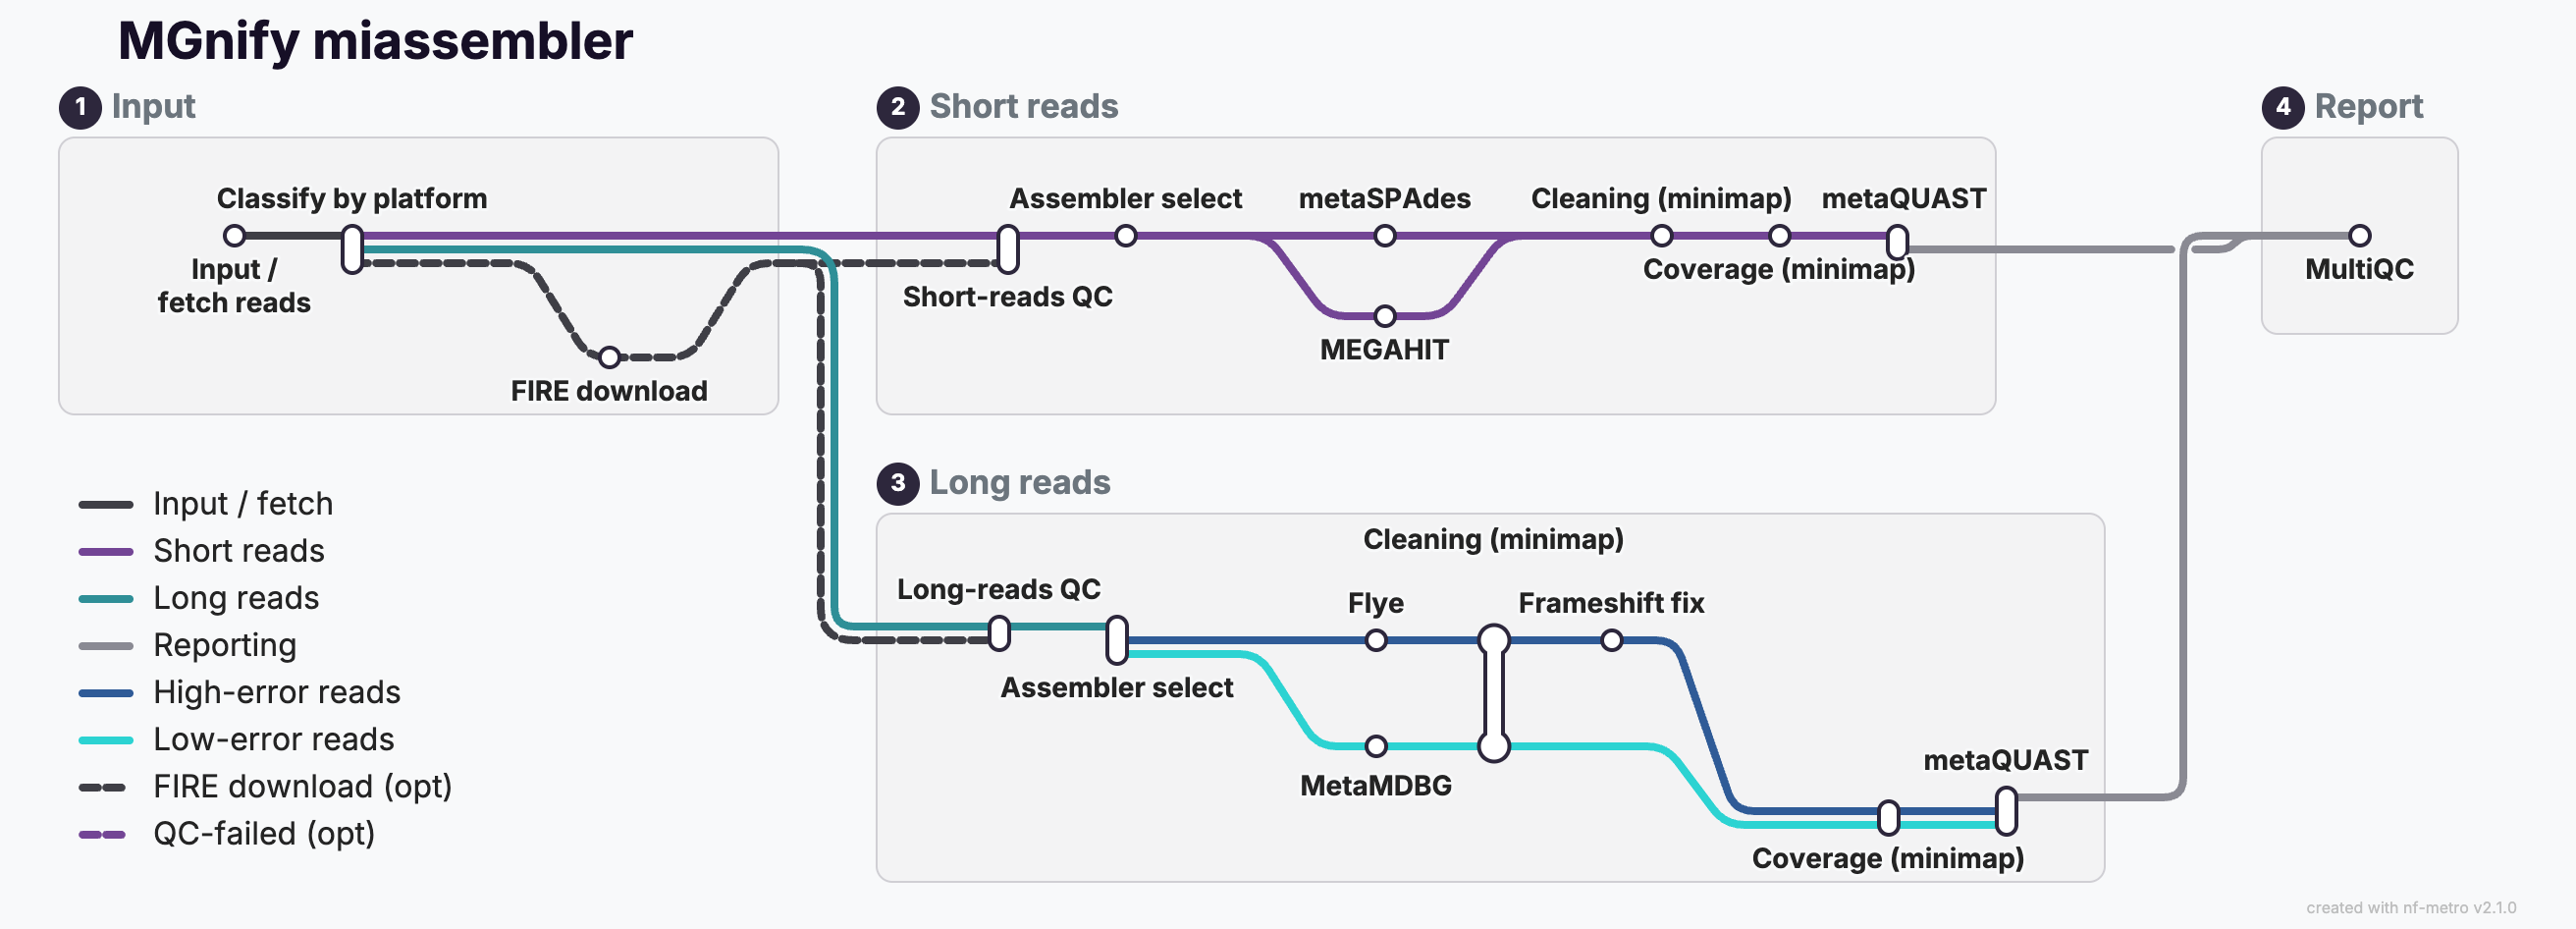 MGnify miassembler
1 Input
Classify by platform
Input /
fetch reads
FIRE download
2 Short reads
Assembler select
metaSPAdes
Cleaning (minimap)
metaQUAST
Short-reads QC
Coverage (minimap)
MEGAHIT
4 Report
MultiQC
3 Long reads
Cleaning (minimap)
Long-reads QC
Flye
Frameshift fix
Assembler select
MetaMDBG
metaQUAST
Coverage (minimap)
Input / fetch
Short reads
Long reads
Reporting
High-error reads
Low-error reads
FIRE download (opt)
QC-failed (opt)
created with nf-metro v2.1.0